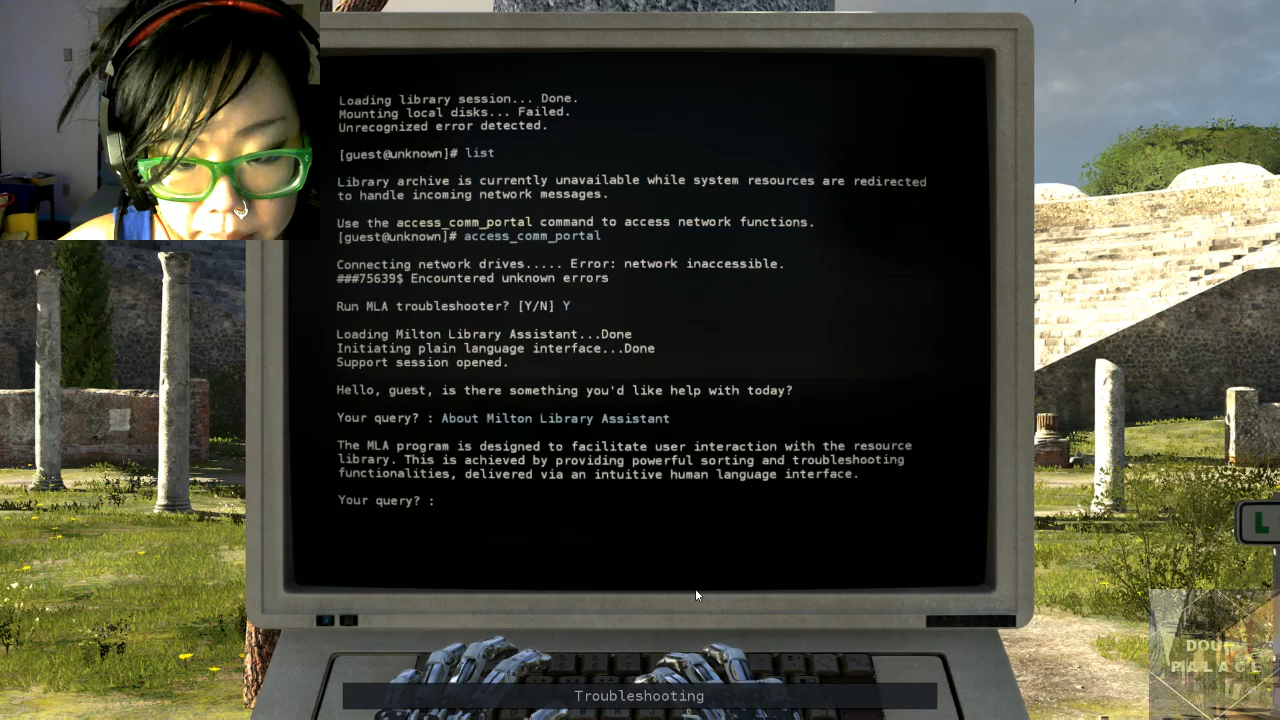 Loading library session... Done.
Mounting local disks... Failed.
Unrecognized error detected.
[guest@unknown]# list
Library archive is currently unavailable while system resources are redirected
to handle incoming network messages.
Use the access_comm_portal command to access network functions.
[guest@unknown]# access_comm_portal
Connecting network drives..... Error: network inaccessible.
###75639$ Encountered unknown errors
Run MLA troubleshooter? [Y/N] Y
Loading Milton Library Assistant...Done
Initiating plain language interface...Done
Support session opened.
Hello, guest, is there something you'd like help with today?
Your query? : About Milton Library Assistant
The MLA program is designed to facilitate user interaction with the resource
library. This is achieved by providing powerful sorting and troubleshooting
functionalities, delivered via an intuitive human language interface.
Your query? :
L
PALACE
Troubleshooting